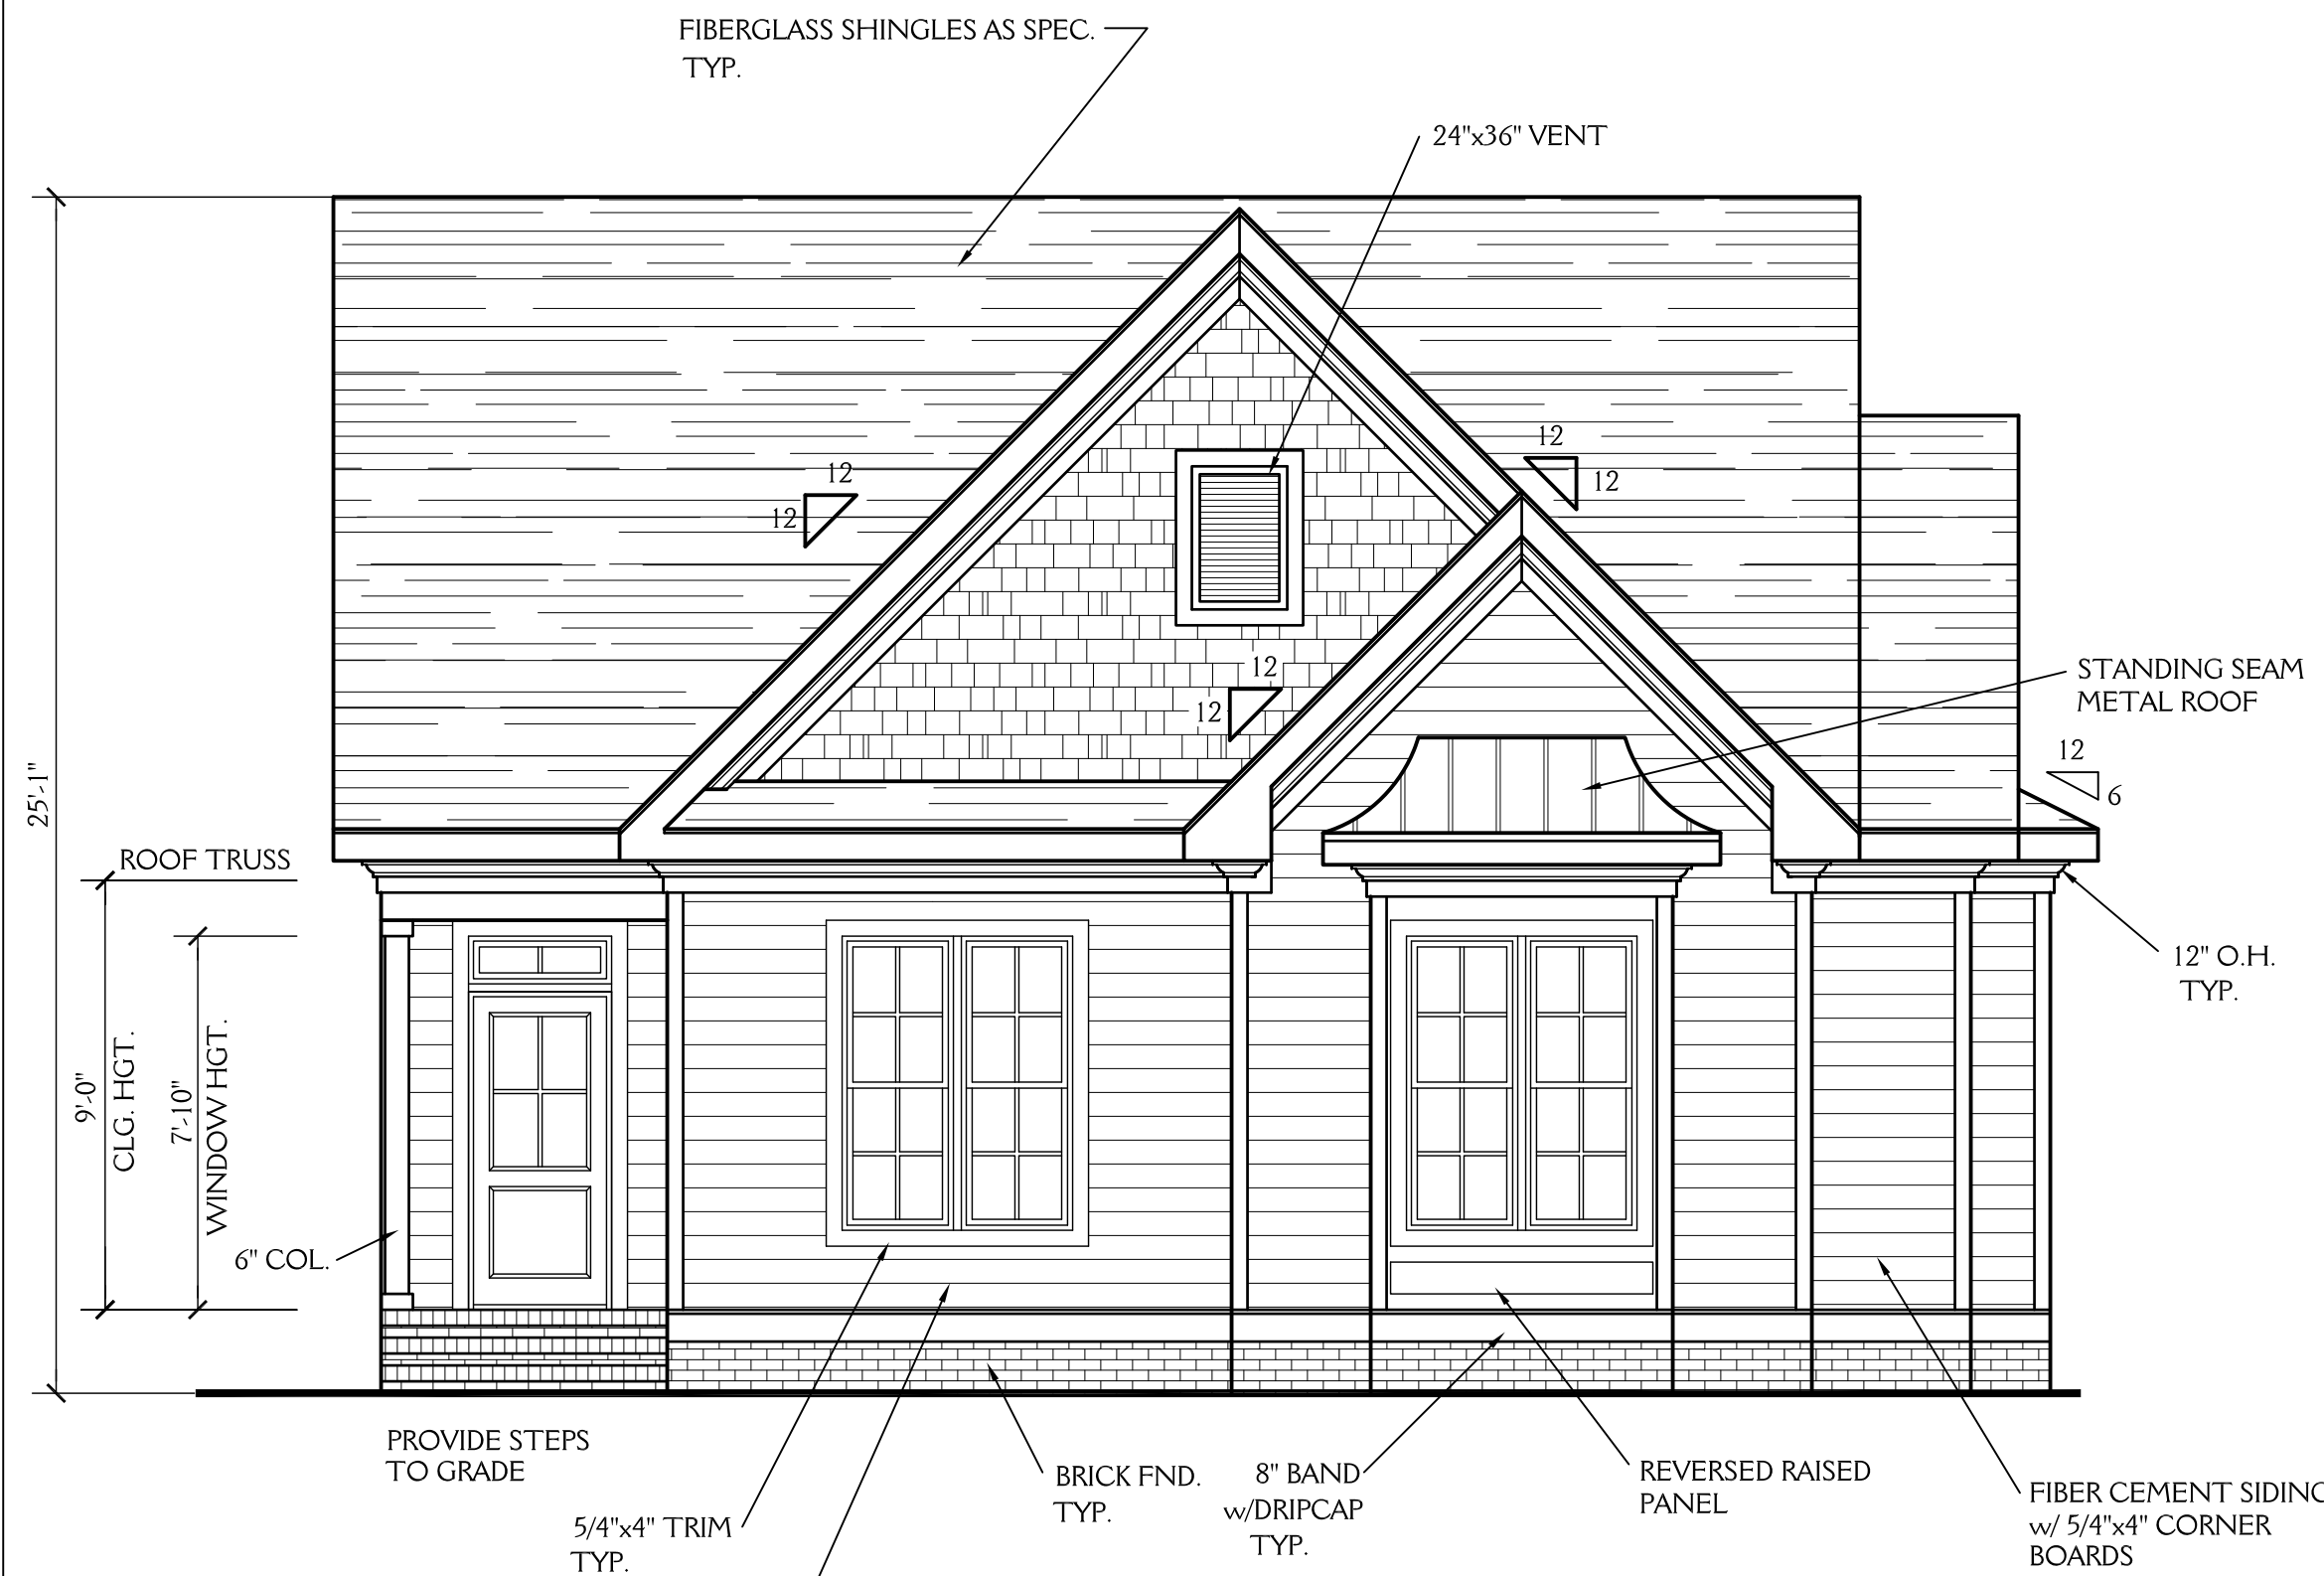 FIBERGLASS SHINGLES AS SPEC.
TYP.
24"x36" VENT
12
12
12
12
12
12
STANDING SEAM
METAL ROOF
12
6
25'-1"
ROOF TRUSS
9'-0"
CLG. HGT.
7'-10"
WINDOW HGT.
12" O.H.
TYP.
6" COL.
PROVIDE STEPS
TO GRADE
5/4"x4" TRIM
TYP.
BRICK FND.
TYP.
8" BAND
w/DRIPCAP
TYP.
REVERSED RAISED
PANEL
FIBER CEMENT SIDING
w/ 5/4"x4" CORNER
BOARDS